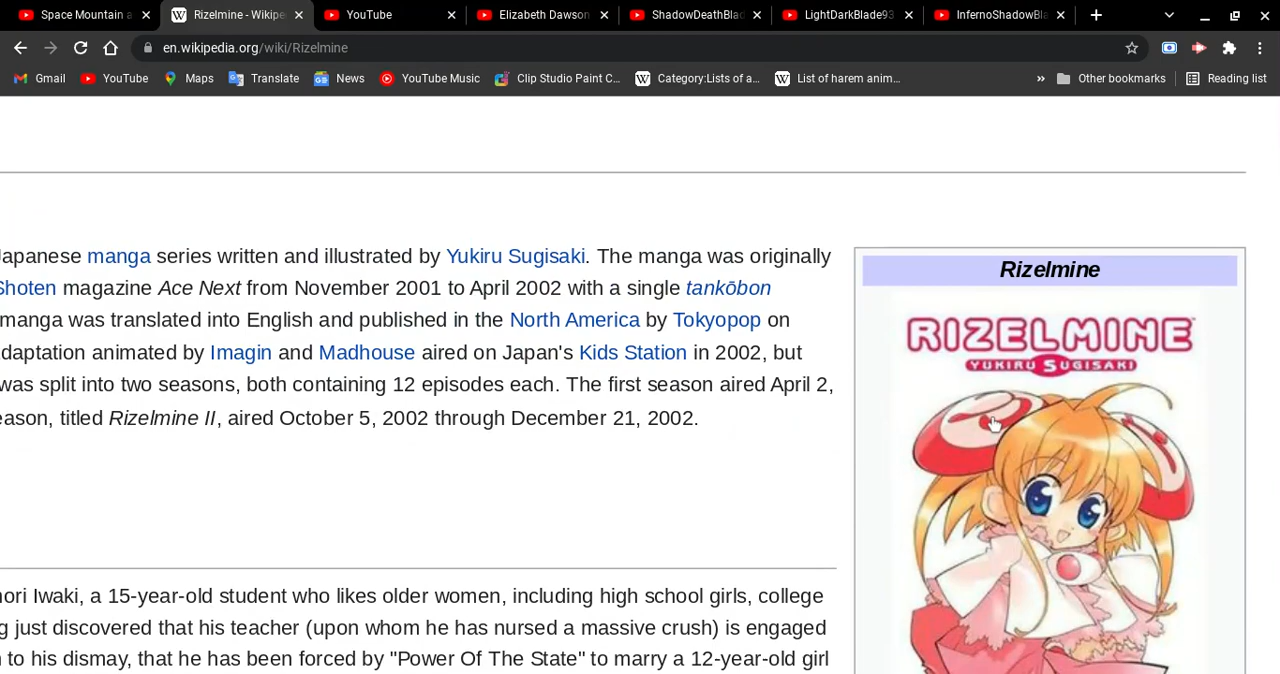 Space Mountain a
Rizelmine - Wikipe
YouTube
Elizabeth Dawson
ShadowDeathBla
LightDarkBlade93
InfernoShadowBla
en.wikipedia.org/wiki/Rizelmine
Gmail
YouTube
Maps
Translate
News
YouTube Music
Clip Studio Paint C...
Category:Lists of a...
List of harem anim...
»
Other bookmarks
Reading list
Japanese manga series written and illustrated by Yukiru Sugisaki. The manga was originally
Shoten magazine Ace Next from November 2001 to April 2002 with a single tankōbon
manga was translated into English and published in the North America by Tokyopop on
daptation animated by Imagin and Madhouse aired on Japan's Kids Station in 2002, but
was split into two seasons, both containing 12 episodes each. The first season aired April 2,
eason, titled Rizelmine II, aired October 5, 2002 through December 21, 2002.
Rizelmine
RIZELMINE™
YUKIRU SUGISAKI
nori Iwaki, a 15-year-old student who likes older women, including high school girls, college
g just discovered that his teacher (upon whom he has nursed a massive crush) is engaged
n to his dismay, that he has been forced by "Power Of The State" to marry a 12-year-old girl